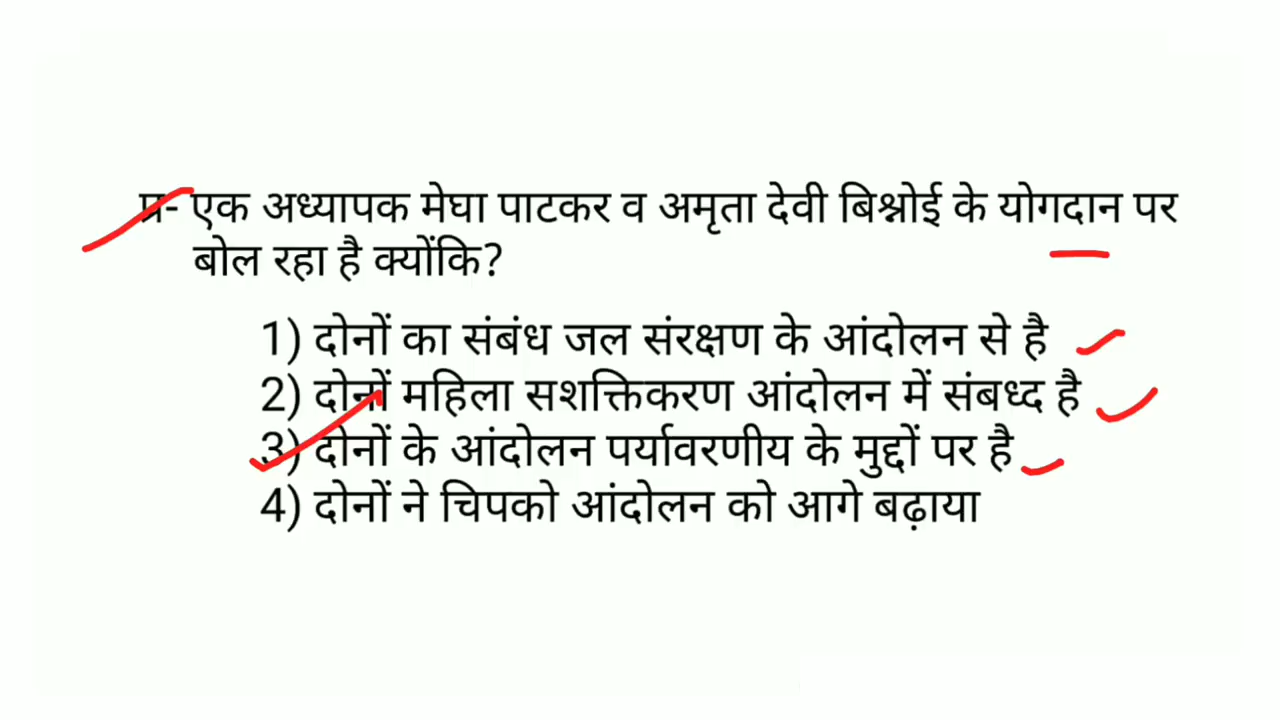 प्र- एक अध्यापक मेघा पाटकर व अमृता देवी बिश्नोई के योगदान पर
बोल रहा है क्योंकि?
1) दोनों का संबंध जल संरक्षण के आंदोलन से है
2) दोनों महिला सशक्तिकरण आंदोलन में संबध्द है
3) दोनों के आंदोलन पर्यावरणीय के मुद्दों पर है
4) दोनों ने चिपको आंदोलन को आगे बढ़ाया